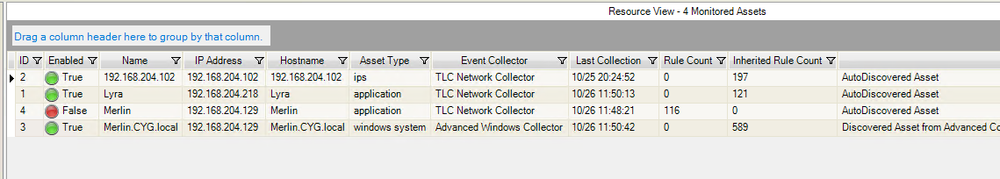 Resource View - 4 Monitored Assets
Drag a column header here to group by that column.
ID Enabled Name IP Address Hostname Asset Type Event Collector Last Collection Rule Count Inherited Rule Count
2 True 192.168.204.102 192.168.204.102 192.168.204.102 ips TLC Network Collector 10/25 20:24:52 0 197 AutoDiscovered Asset
1 True Lyra 192.168.204.218 Lyra application TLC Network Collector 10/26 11:50:13 0 121 AutoDiscovered Asset
4 False Merlin 192.168.204.129 Merlin application TLC Network Collector 10/26 11:48:21 116 0 AutoDiscovered Asset
3 True Merlin.CYG.local 192.168.204.129 Merlin.CYG.local windows system Advanced Windows Collector 10/26 11:50:42 0 589 Discovered Asset from Advanced Co